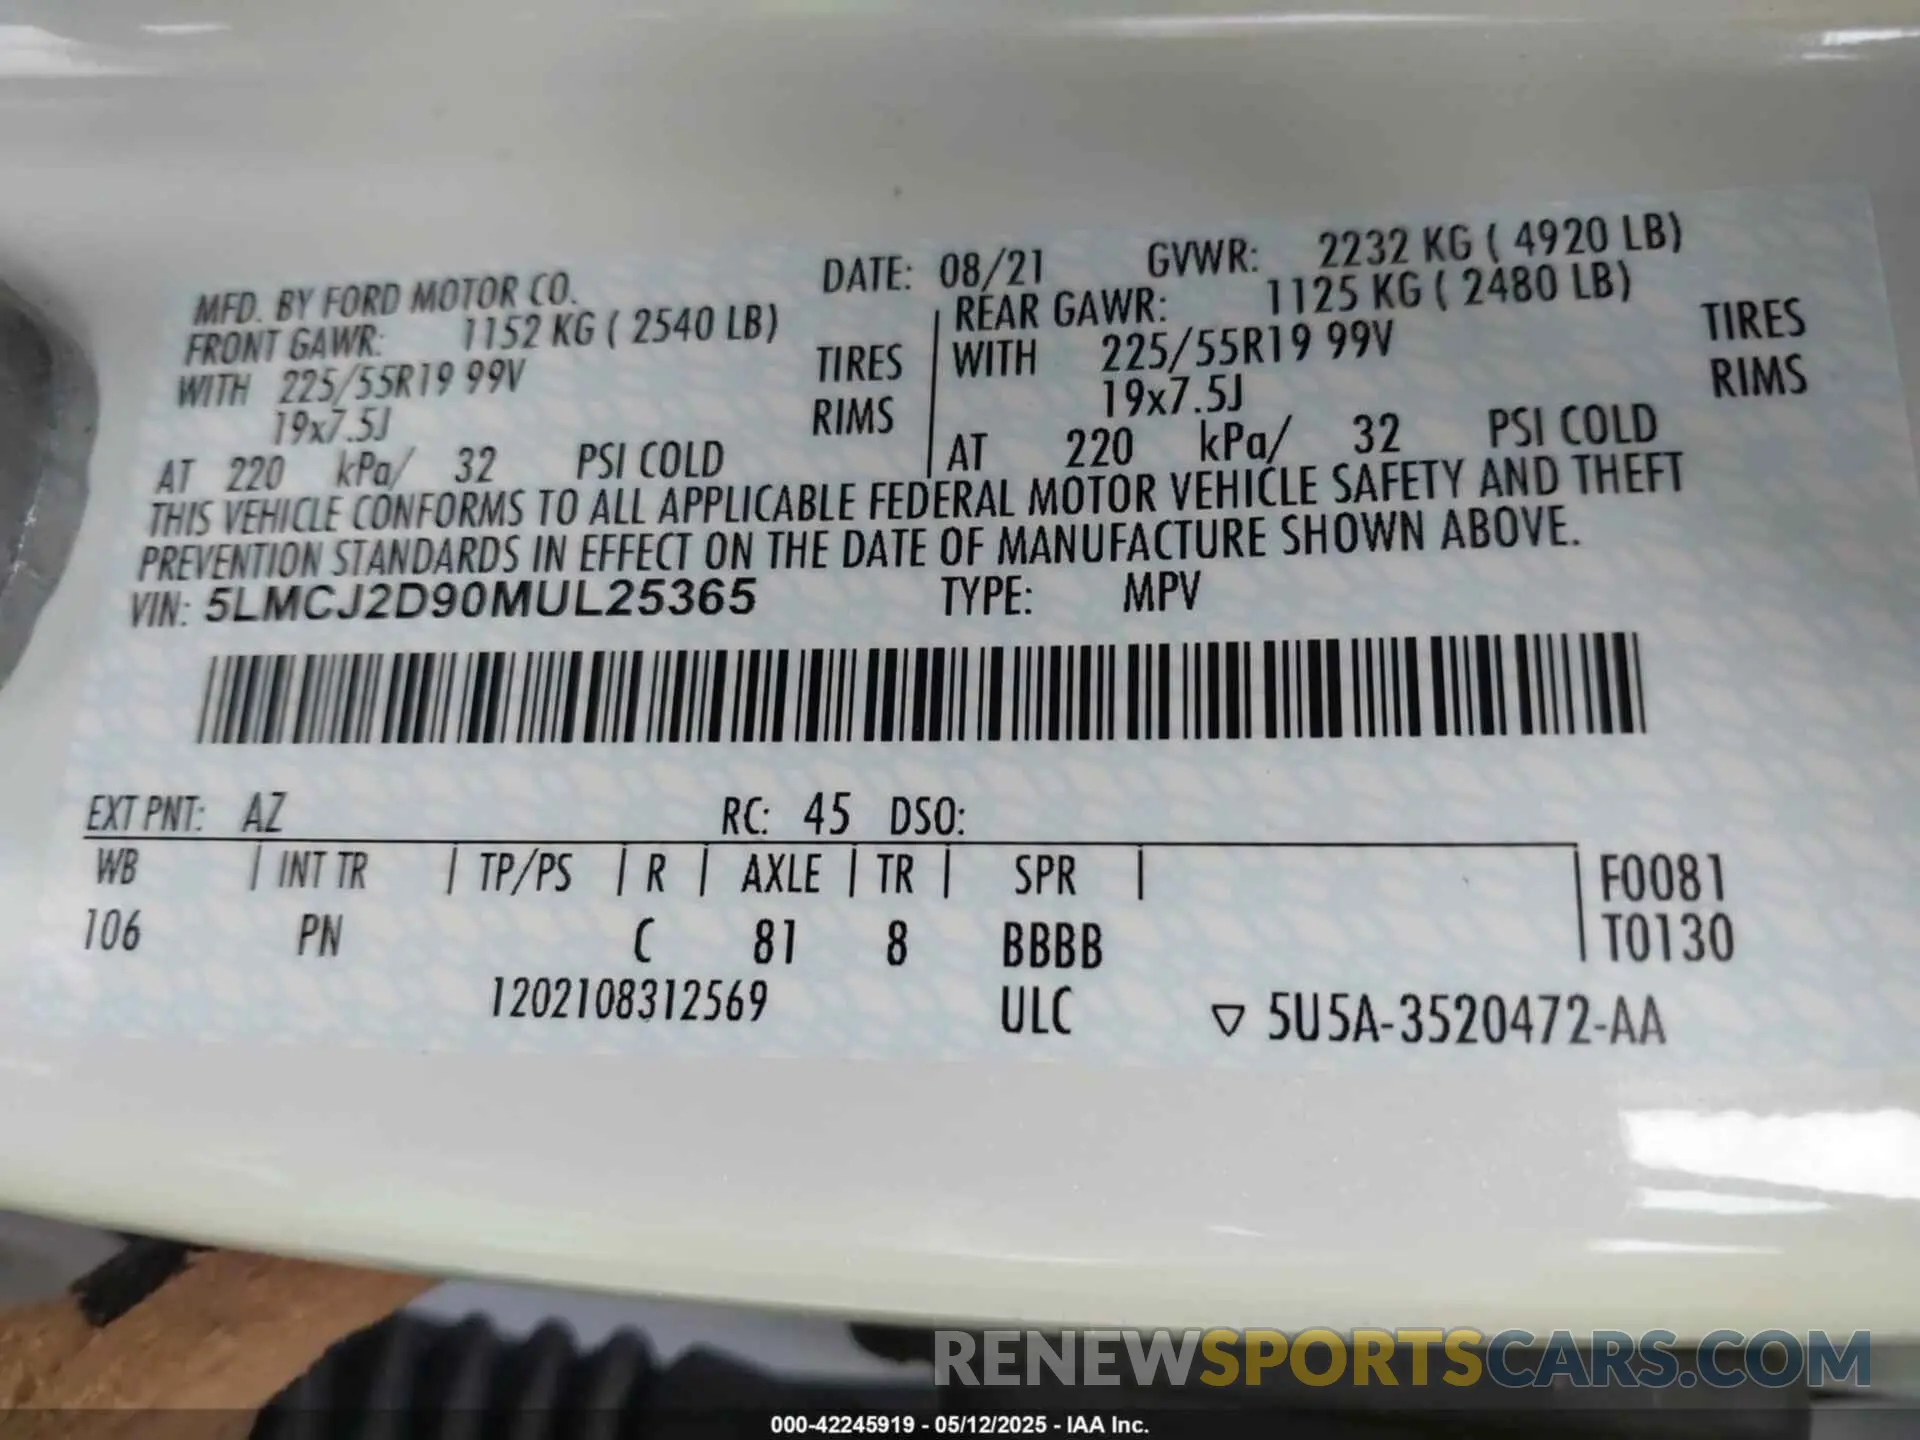 MFD. BY FORD MOTOR CO. DATE: 08/21 GVWR: 2232 KG ( 4920 LB)
FRONT GAWR: 1152 KG ( 2540 LB) REAR GAWR: 1125 KG ( 2480 LB)
WITH 225/55R19 99V TIRES WITH 225/55R19 99V TIRES
19x7.5J RIMS 19x7.5J RIMS
AT 220 kPa/ 32 PSI COLD AT 220 kPa/ 32 PSI COLD
THIS VEHICLE CONFORMS TO ALL APPLICABLE FEDERAL MOTOR VEHICLE SAFETY AND THEFT
PREVENTION STANDARDS IN EFFECT ON THE DATE OF MANUFACTURE SHOWN ABOVE.
VIN: 5LMCJ2D90MUL25365 TYPE: MPV
EXT PNT: AZ RC: 45 DSO:
WB | INT TR | TP/PS | R | AXLE | TR | SPR | F0081
106 PN C 81 8 BBBB T0130
1202108312569 ULC ▽ 5U5A-3520472-AA
RENEWSPORTSCARS.COM
000-42245919 - 05/12/2025 - IAA Inc.